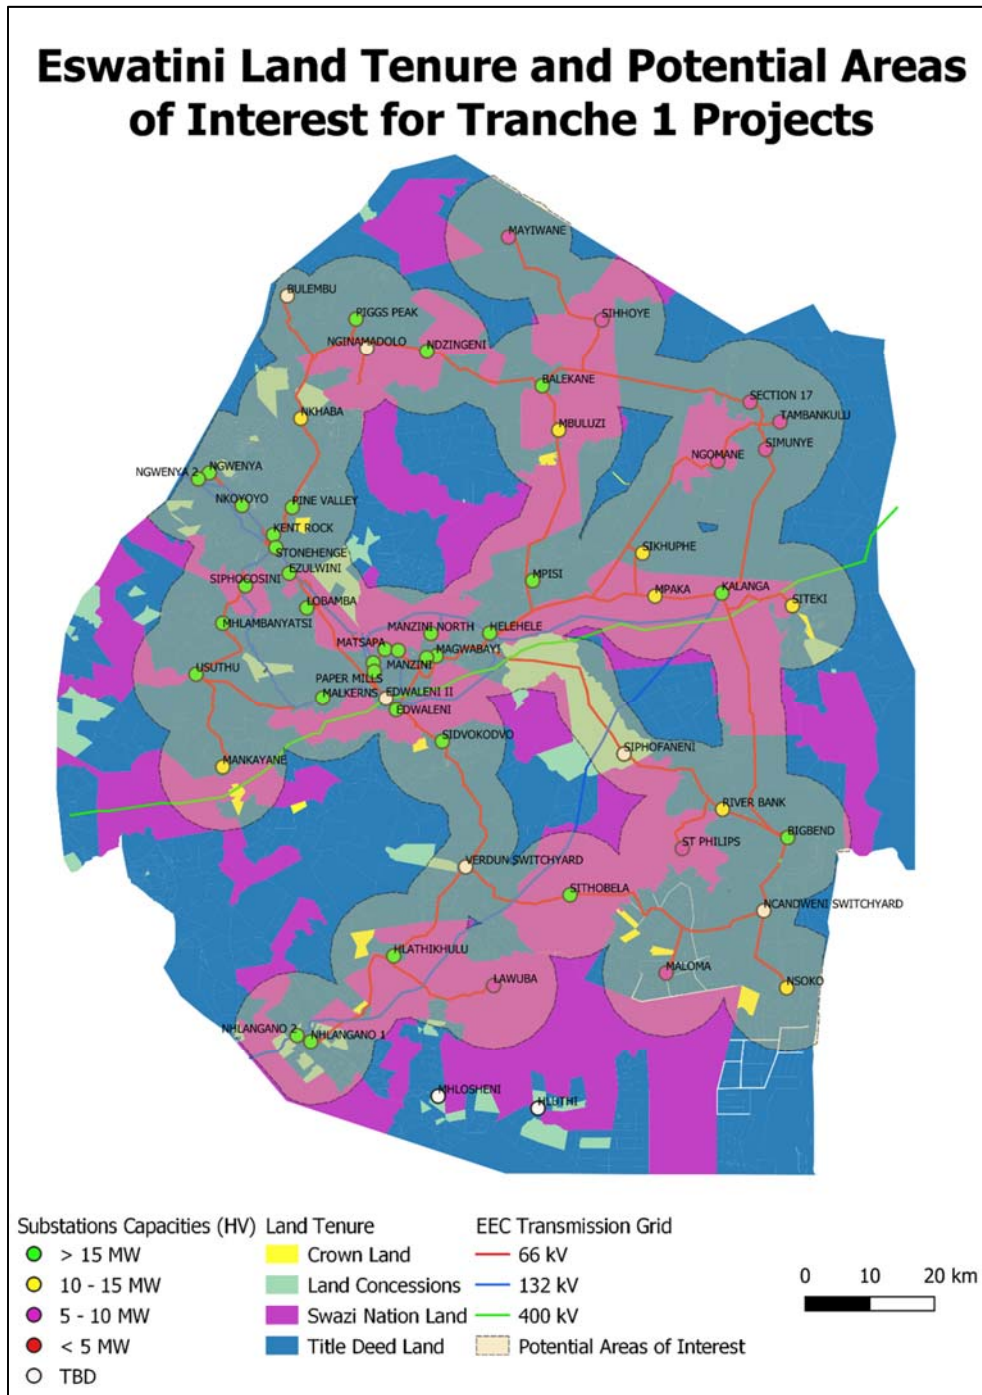 Eswatini Land Tenure and Potential Areas
of Interest for Tranche 1 Projects
MAYIWANE
BULEMBU
PIGGS PEAK
SIHHOYE
NGINAMADOLO
NDZINGENI
BALEKANE
SECTION 17
NKHABA
MBULUZI
TAMBANKULU
SIMUNYE
NGOMANE
NGWENYA 2
NGWENYA
NKOYOYO
PINE VALLEY
KENT ROCK
STONEHENGE
SIKHUPHE
EZULWINI
SIPHOCOSINI
MPISI
MPAKA
KALANGA
SITEKI
LOBAMBA
MHLAMBANYATSI
MANZINI NORTH
HELEHELE
MATSAPA
MAGWABAYI
MANZINI
USUTHU
PAPER MILLS
MALKERNS
EDWALENI II
EDWALENI
SIDVOKODVO
SIPHOFANENI
MANKAYANE
RIVER BANK
BIGBEND
ST PHILIPS
VERDUN SWITCHYARD
SITHOBELA
NCANDWENI SWITCHYARD
HLATHIKHULU
MALOMA
LAWUBA
NSOKO
NHLANGANO 2
NHLANGANO 1
MHLOSHENI
HLUTHI
Substations Capacities (HV)
> 15 MW
10 - 15 MW
5 - 10 MW
< 5 MW
TBD
Land Tenure
Crown Land
Land Concessions
Swazi Nation Land
Title Deed Land
EEC Transmission Grid
66 kV
132 kV
400 kV
Potential Areas of Interest
0 10 20 km